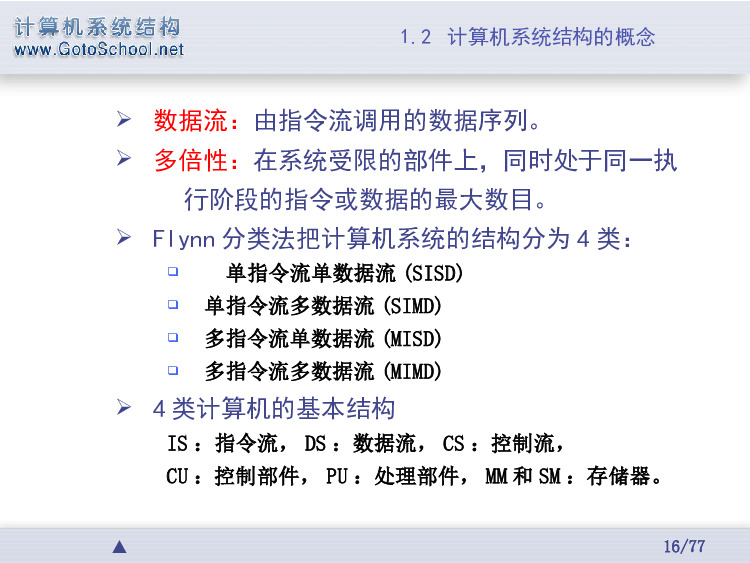 计算机系统结构
www.GotoSchool.net
1.2 计算机系统结构的概念
➢ 数据流：由指令流调用的数据序列。
➢ 多倍性：在系统受限的部件上，同时处于同一执
行阶段的指令或数据的最大数目。
➢ Flynn 分类法把计算机系统的结构分为 4 类：
❑ 单指令流单数据流 (SISD)
❑ 单指令流多数据流 (SIMD)
❑ 多指令流单数据流 (MISD)
❑ 多指令流多数据流 (MIMD)
➢ 4 类计算机的基本结构
IS：指令流， DS：数据流， CS：控制流，
CU：控制部件， PU：处理部件， MM 和 SM：存储器。
▲ 16/77